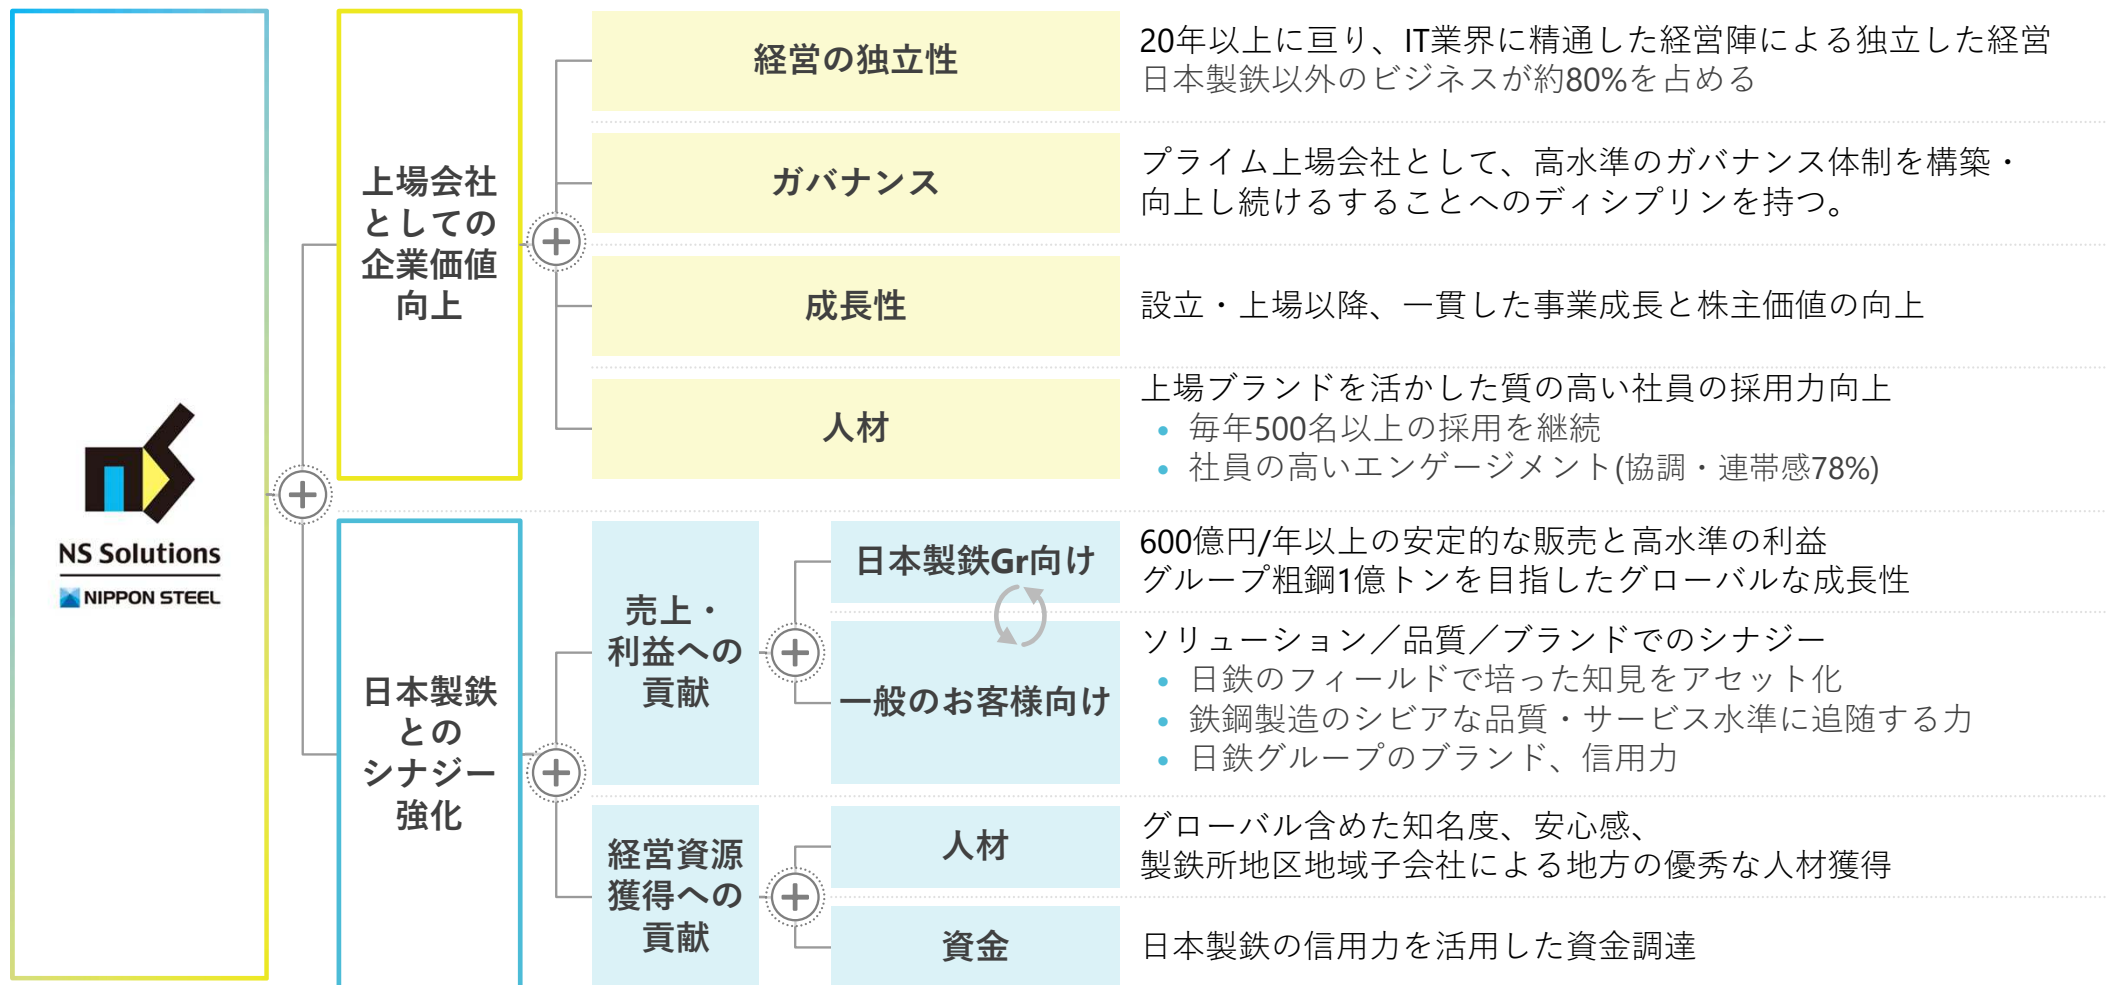 NS Solutions
NIPPON STEEL
上場会社
としての
企業価値
向上
経営の独立性
20年以上に亘り、IT業界に精通した経営陣による独立した経営
日本製鉄以外のビジネスが約80%を占める
ガバナンス
プライム上場会社として、高水準のガバナンス体制を構築・
向上し続けるすることへのディシプリンを持つ。
成長性
設立・上場以降、一貫した事業成長と株主価値の向上
人材
上場ブランドを活かした質の高い社員の採用力向上
• 毎年500名以上の採用を継続
• 社員の高いエンゲージメント(協調・連帯感78%)
日本製鉄
との
シナジー
強化
売上・
利益への
貢献
日本製鉄Gr向け
600億円/年以上の安定的な販売と高水準の利益
グループ粗鋼1億トンを目指したグローバルな成長性
一般のお客様向け
ソリューション／品質／ブランドでのシナジー
• 日鉄のフィールドで培った知見をアセット化
• 鉄鋼製造のシビアな品質・サービス水準に追随する力
• 日鉄グループのブランド、信用力
経営資源
獲得への
貢献
人材
グローバル含めた知名度、安心感、
製鉄所地区地域子会社による地方の優秀な人材獲得
資金
日本製鉄の信用力を活用した資金調達